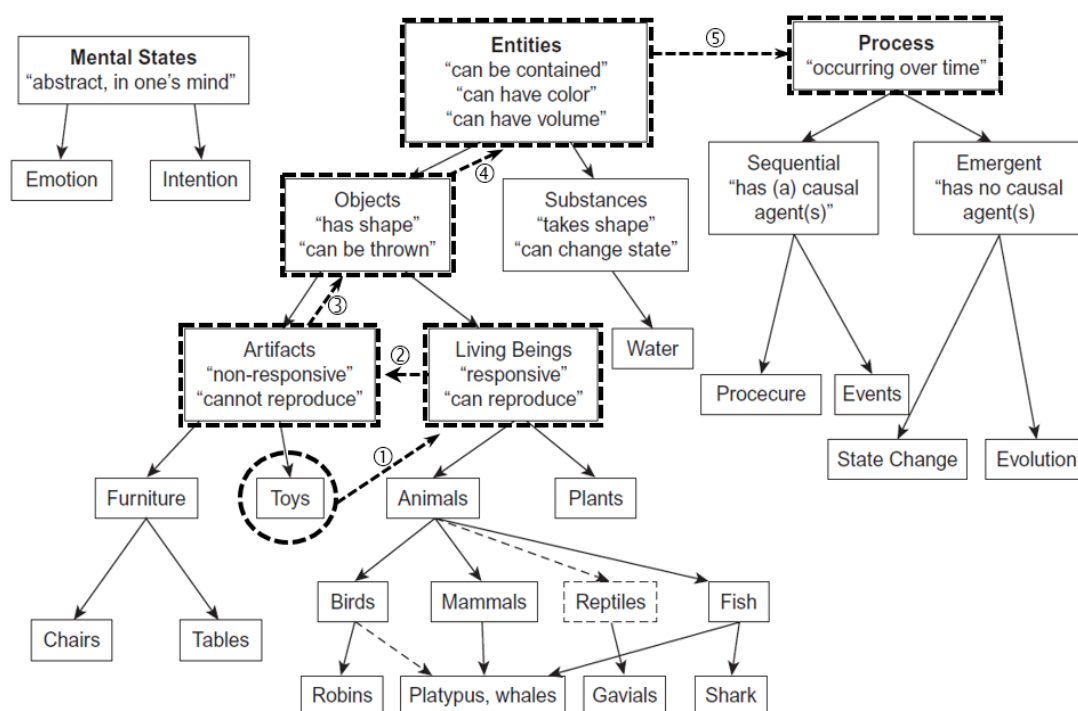 Mental States
“abstract, in one’s mind”
Emotion
Intention
Entities
“can be contained”
“can have color”
“can have volume”
⑤
Process
“occurring over time”
④
Objects
“has shape”
“can be thrown”
Substances
“takes shape”
“can change state”
Sequential
“has (a) causal
agent(s)”
Emergent
“has no causal
agent(s)
③
Artifacts
“non-responsive”
“cannot reproduce”
②
Living Beings
“responsive”
“can reproduce”
Water
Procecure
Events
State Change
Evolution
①
Furniture
Toys
Animals
Plants
Chairs
Tables
Birds
Mammals
Reptiles
Fish
Robins
Platypus, whales
Gavials
Shark